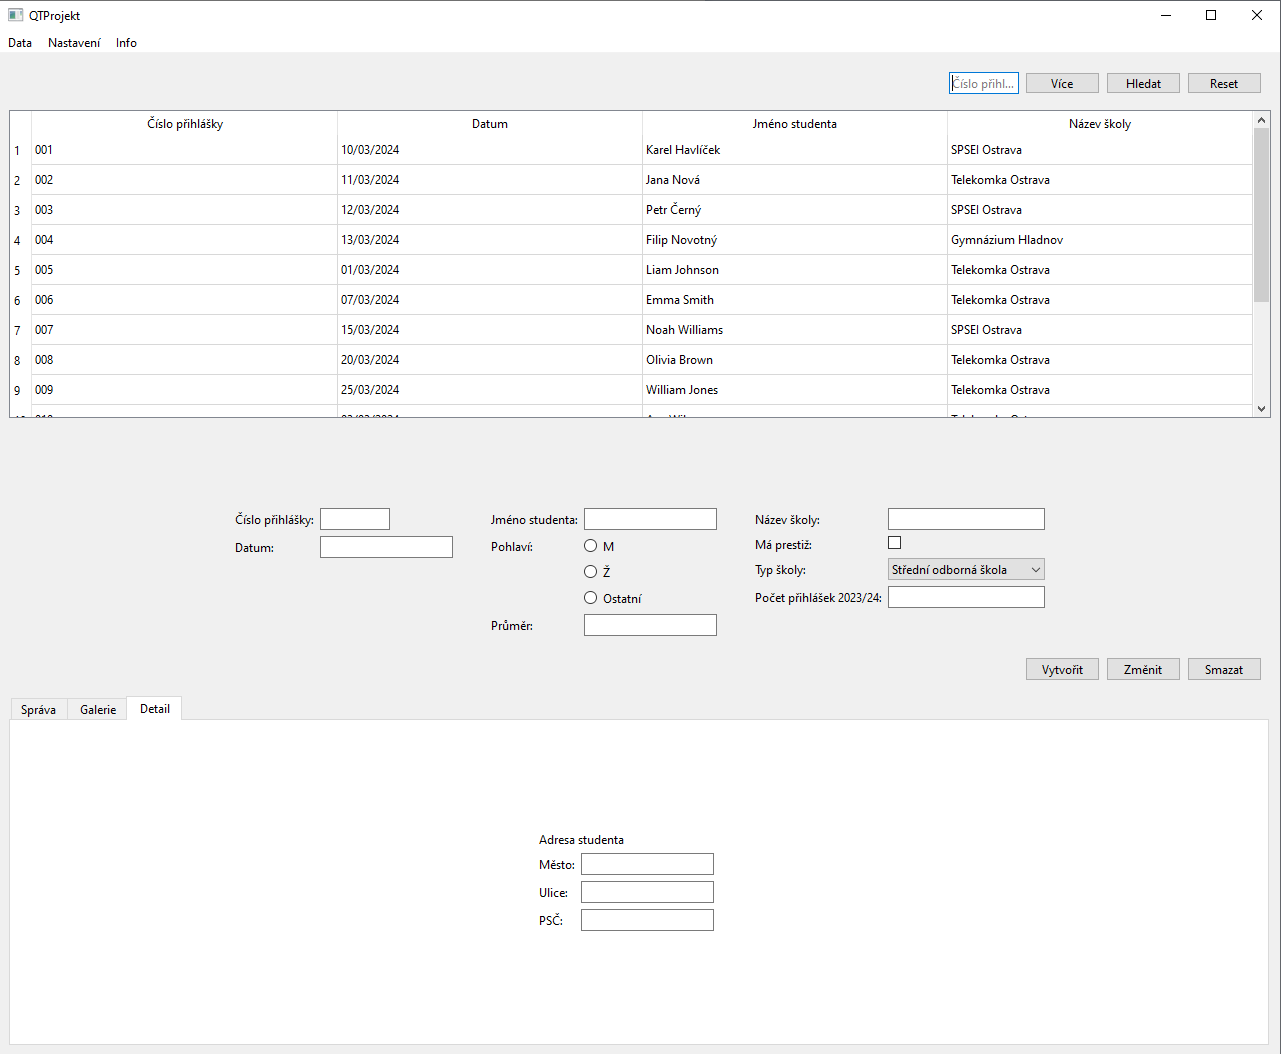 QTProjekt
Data Nastavení Info
Číslo přihl... Více Hledat Reset
Číslo přihlášky Datum Jméno studenta Název školy
1 001 10/03/2024 Karel Havlíček SPSEI Ostrava
2 002 11/03/2024 Jana Nová Telekomka Ostrava
3 003 12/03/2024 Petr Černý SPSEI Ostrava
4 004 13/03/2024 Filip Novotný Gymnázium Hladnov
5 005 01/03/2024 Liam Johnson Telekomka Ostrava
6 006 07/03/2024 Emma Smith Telekomka Ostrava
7 007 15/03/2024 Noah Williams SPSEI Ostrava
8 008 20/03/2024 Olivia Brown Telekomka Ostrava
9 009 25/03/2024 William Jones Telekomka Ostrava
Číslo přihlášky: Jméno studenta: Název školy:
Datum: Pohlaví: M Má prestiž:
Ž Typ školy: Střední odborná škola
Ostatní Počet přihlášek 2023/24:
Průměr:
Vytvořit Změnit Smazat
Správa Galerie Detail
Adresa studenta
Město:
Ulice:
PSČ: